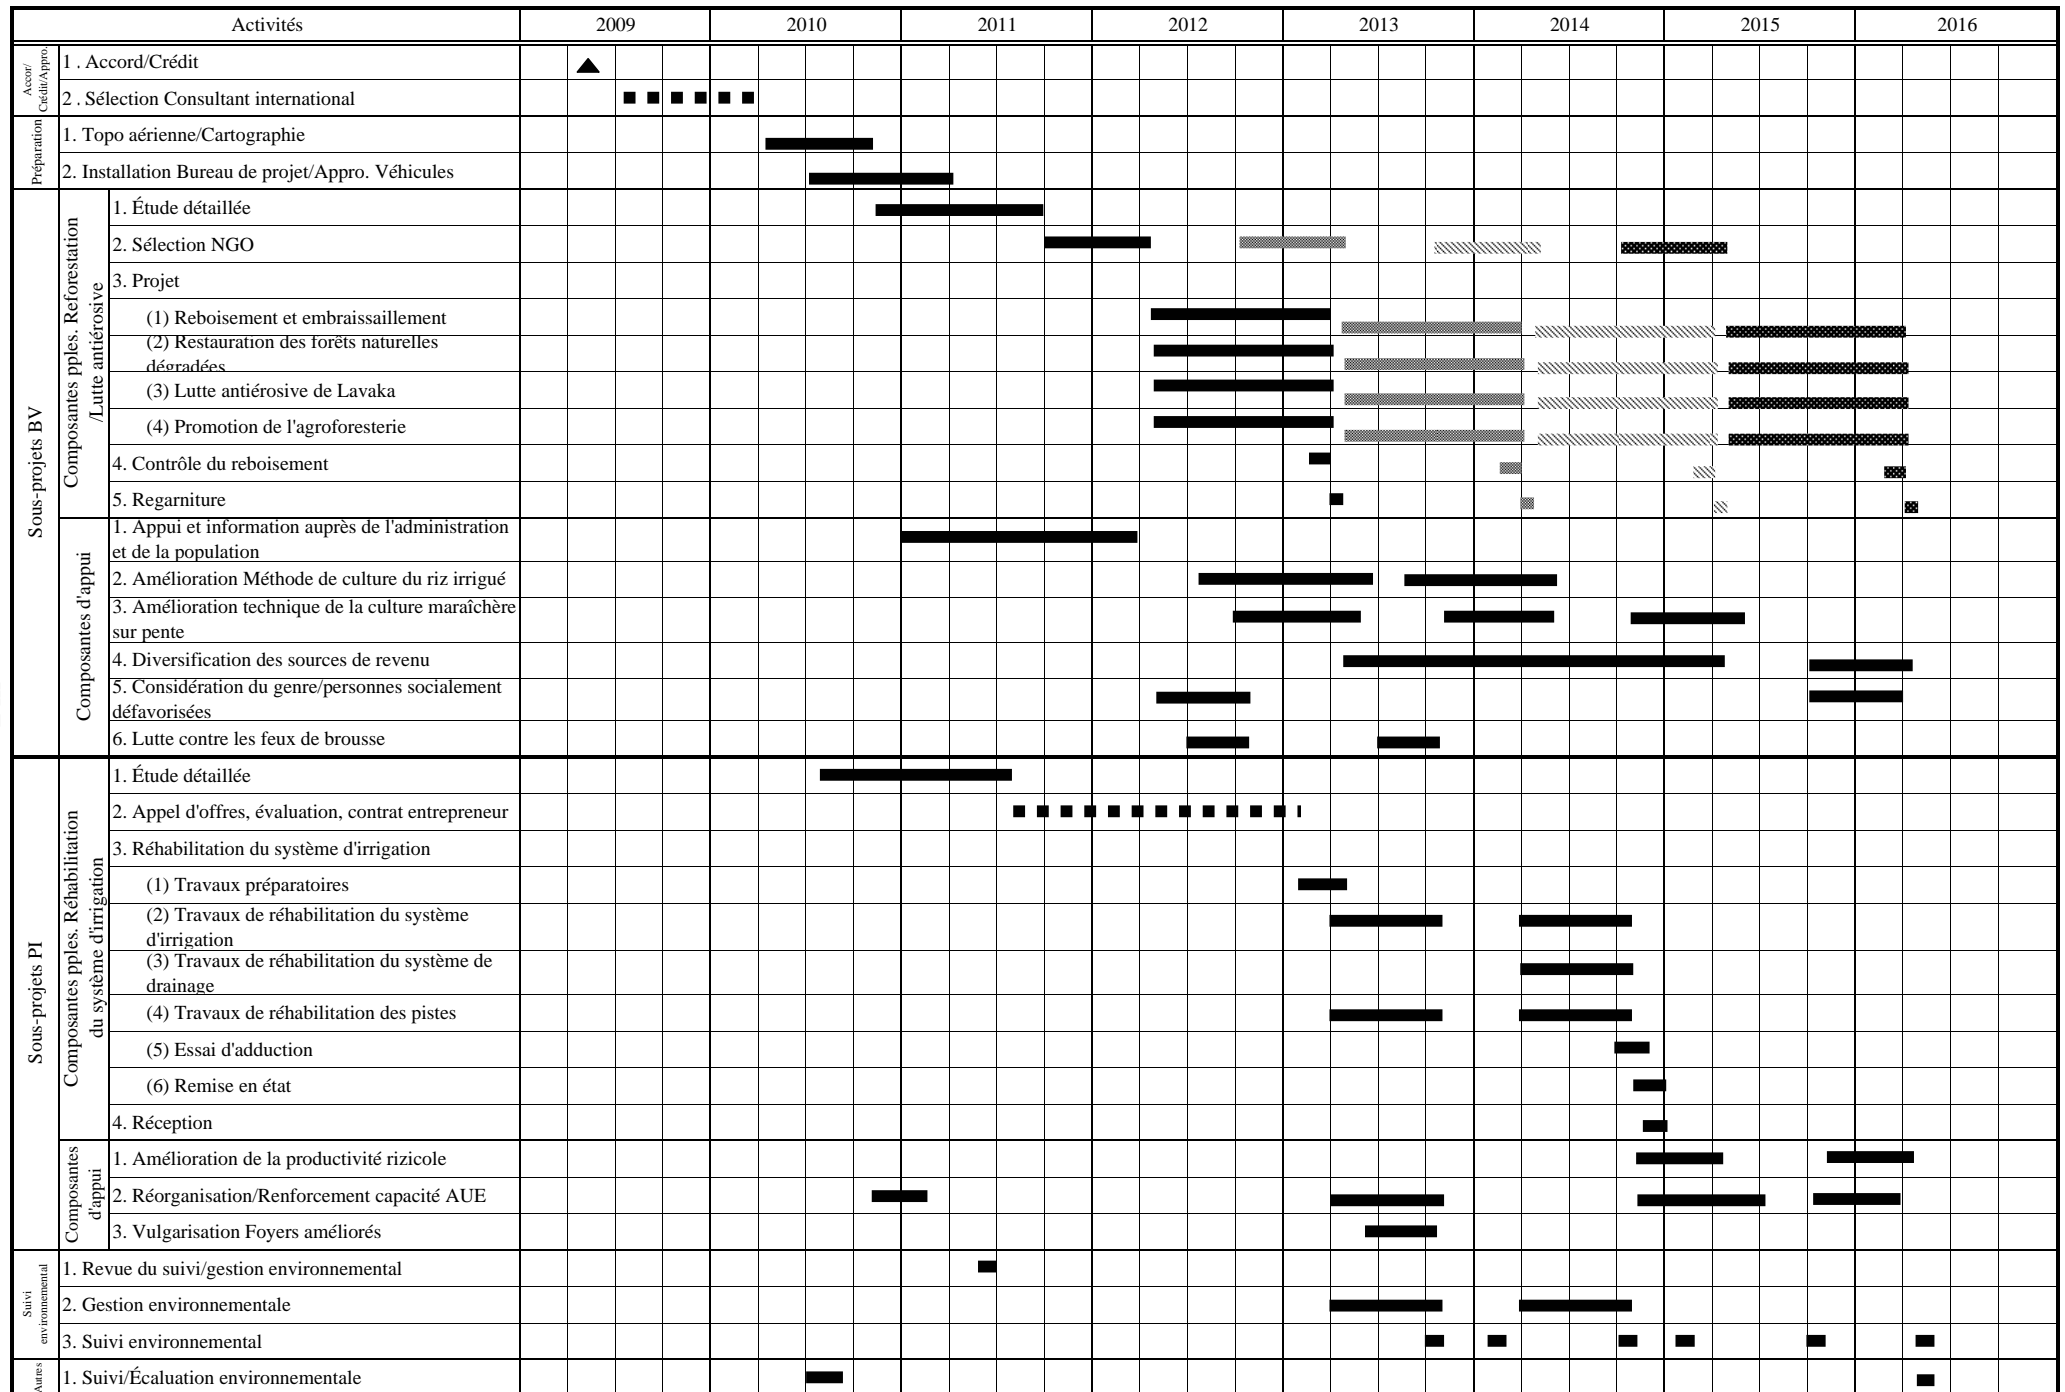 Activités 2009 2010 2011 2012 2013 2014 2015 2016
Accor/
Crédit/Appro.
1 . Accord/Crédit
2 . Sélection Consultant international
Préparation
1. Topo aérienne/Cartographie
2. Installation Bureau de projet/Appro. Véhicules
Sous-projets BV
Composantes pples. Reforestation
/Lutte antiérosive
1. Étude détaillée
2. Sélection NGO
3. Projet
(1) Reboisement et embraissaillement
(2) Restauration des forêts naturelles
dégradées
(3) Lutte antiérosive de Lavaka
(4) Promotion de l'agroforesterie
4. Contrôle du reboisement
5. Regarniture
Composantes d'appui
1. Appui et information auprès de l'administration
et de la population
2. Amélioration Méthode de culture du riz irrigué
3. Amélioration technique de la culture maraîchère
sur pente
4. Diversification des sources de revenu
5. Considération du genre/personnes socialement
défavorisées
6. Lutte contre les feux de brousse
Sous-projets PI
Composantes pples. Réhabilitation
du système d'irrigation
1. Étude détaillée
2. Appel d'offres, évaluation, contrat entrepreneur
3. Réhabilitation du système d'irrigation
(1) Travaux préparatoires
(2) Travaux de réhabilitation du système
d'irrigation
(3) Travaux de réhabilitation du système de
drainage
(4) Travaux de réhabilitation des pistes
(5) Essai d'adduction
(6) Remise en état
4. Réception
Composantes
d'appui
1. Amélioration de la productivité rizicole
2. Réorganisation/Renforcement capacité AUE
3. Vulgarisation Foyers améliorés
Suivi
environnemental
1. Revue du suivi/gestion environnemental
2. Gestion environnementale
3. Suivi environnemental
Autres
1. Suivi/Écaluation environnementale